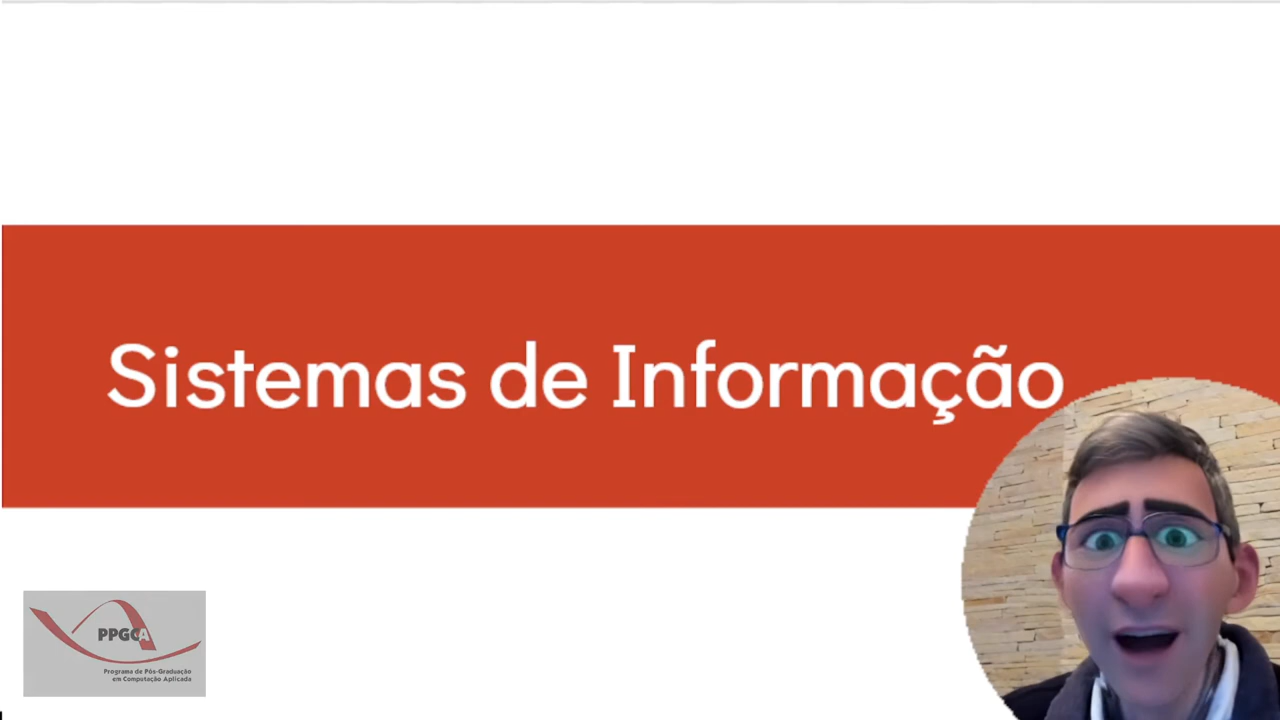 Sistemas de Informação
PPGCA
Programa de Pós-Graduação
em Computação Aplicada